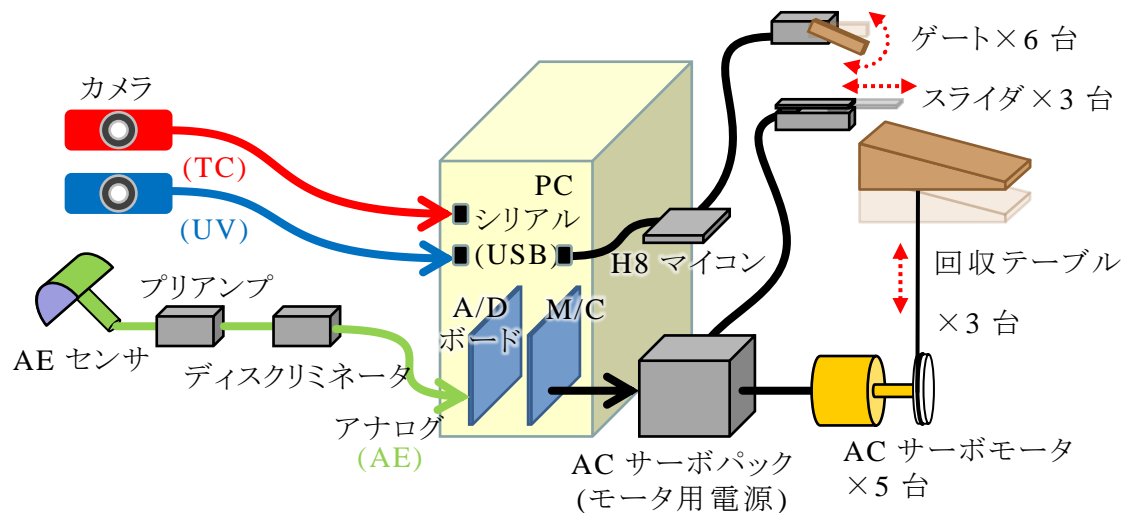 カメラ
(TC)
(UV)
プリアンプ
AE センサ
ディスクリミネータ
アナログ
(AE)
PC
シリアル
(USB)
A/D
ボード
M/C
H8 マイコン
ゲート×6 台
スライダ×3 台
回収テーブル
×3 台
AC サーボパック
(モータ用電源)
AC サーボモータ
×5 台